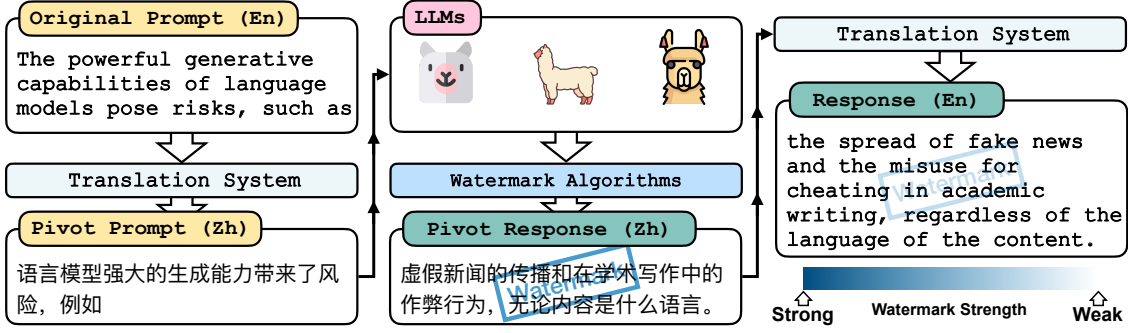 Original Prompt (En)
The powerful generative
capabilities of language
models pose risks, such as
Translation System
Pivot Prompt (Zh)
语言模型强大的生成能力带来了风
险，例如
LLMs
Watermark Algorithms
Pivot Response (Zh)
虚假新闻的传播和在学术写作中的
作弊行为，无论内容是什么语言。
Watermark
Translation System
Response (En)
the spread of fake news
and the misuse for
cheating in academic
writing, regardless of the
language of the content.
Watermark
Strong
Watermark Strength
Weak